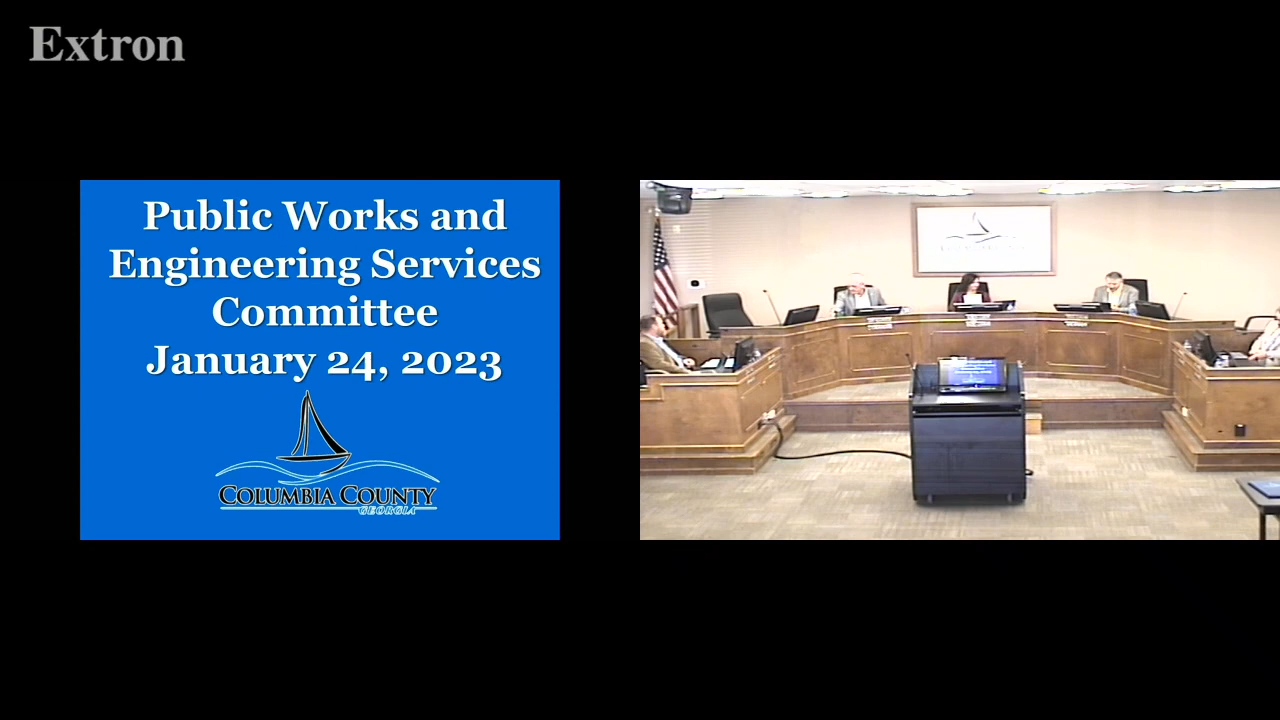 Extron
Public Works and
Engineering Services
Committee
January 24, 2023
COLUMBIA COUNTY
GEORGIA